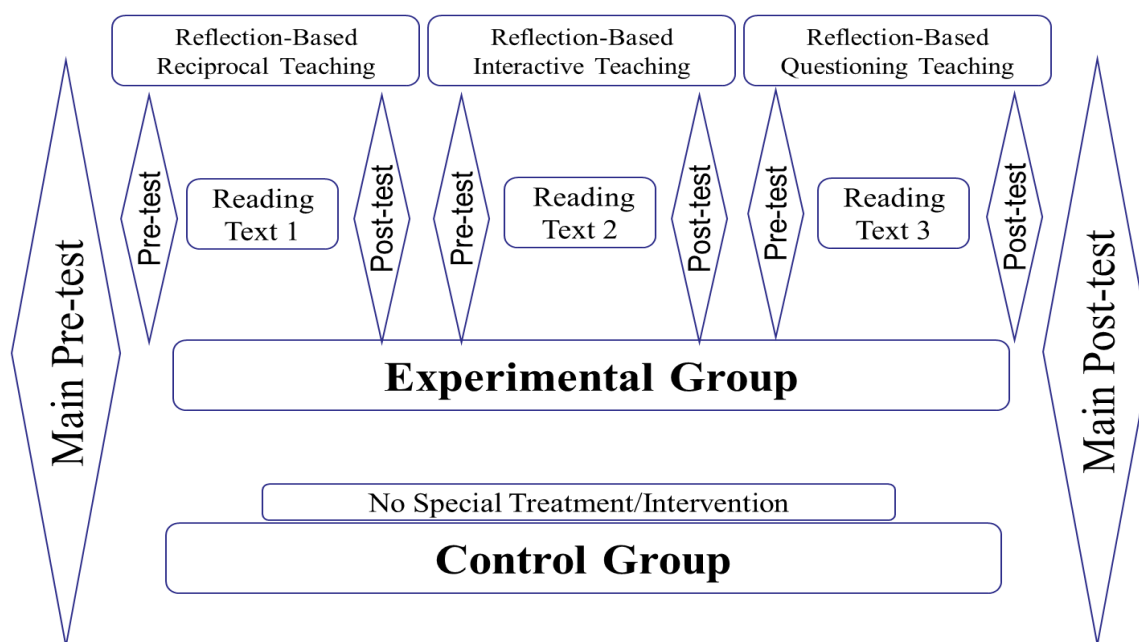 Reflection-Based
Reciprocal Teaching
Reflection-Based
Interactive Teaching
Reflection-Based
Questioning Teaching
Main Pre-test
Pre-test
Reading
Text 1
Post-test
Pre-test
Reading
Text 2
Post-test
Pre-test
Reading
Text 3
Post-test
Main Post-test
Experimental Group
No Special Treatment/Intervention
Control Group